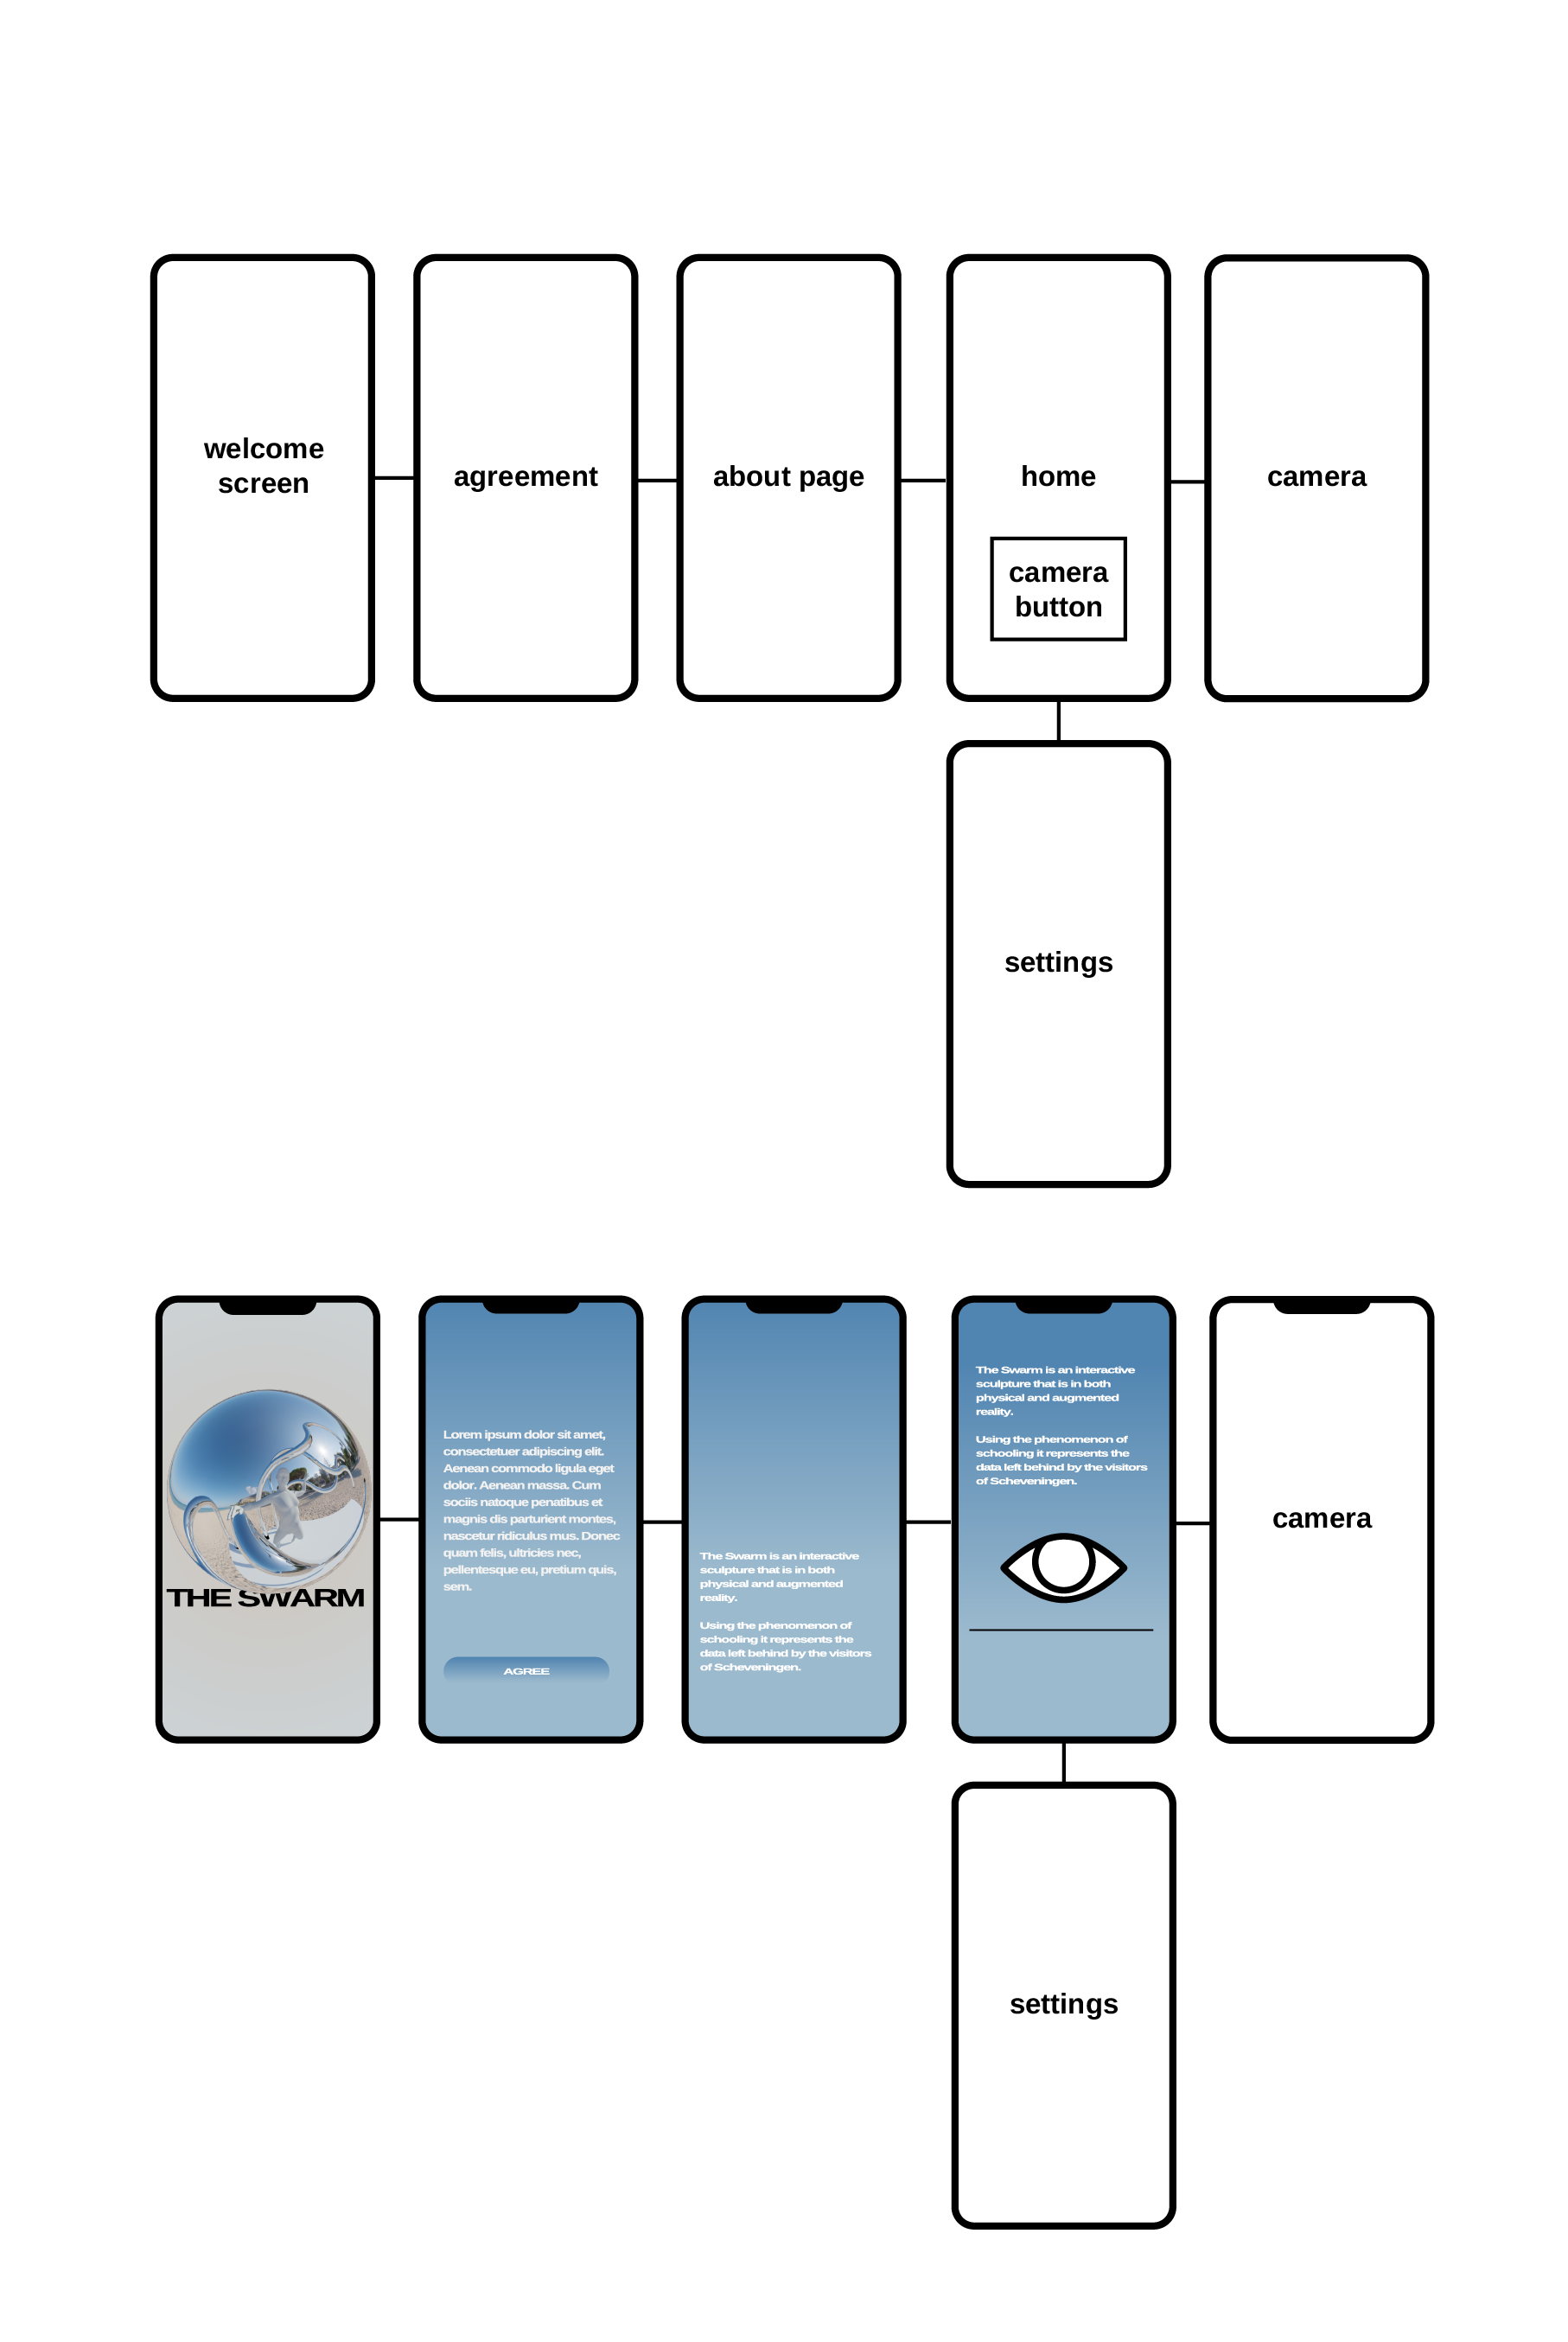 welcome
screen
agreement
about page
home
camera
button
camera
settings
THE SWARM
Lorem ipsum dolor sit amet,
consectetuer adipiscing elit.
Aenean commodo ligula eget
dolor. Aenean massa. Cum
sociis natoque penatibus et
magnis dis parturient montes,
nascetur ridiculus mus. Donec
quam felis, ultricies nec,
pellentesque eu, pretium quis,
sem.
AGREE
The Swarm is an interactive
sculpture that is in both
physical and augmented
reality.
Using the phenomenon of
schooling it represents the
data left behind by the visitors
of Scheveningen.
The Swarm is an interactive
sculpture that is in both
physical and augmented
reality.
Using the phenomenon of
schooling it represents the
data left behind by the visitors
of Scheveningen.
camera
settings